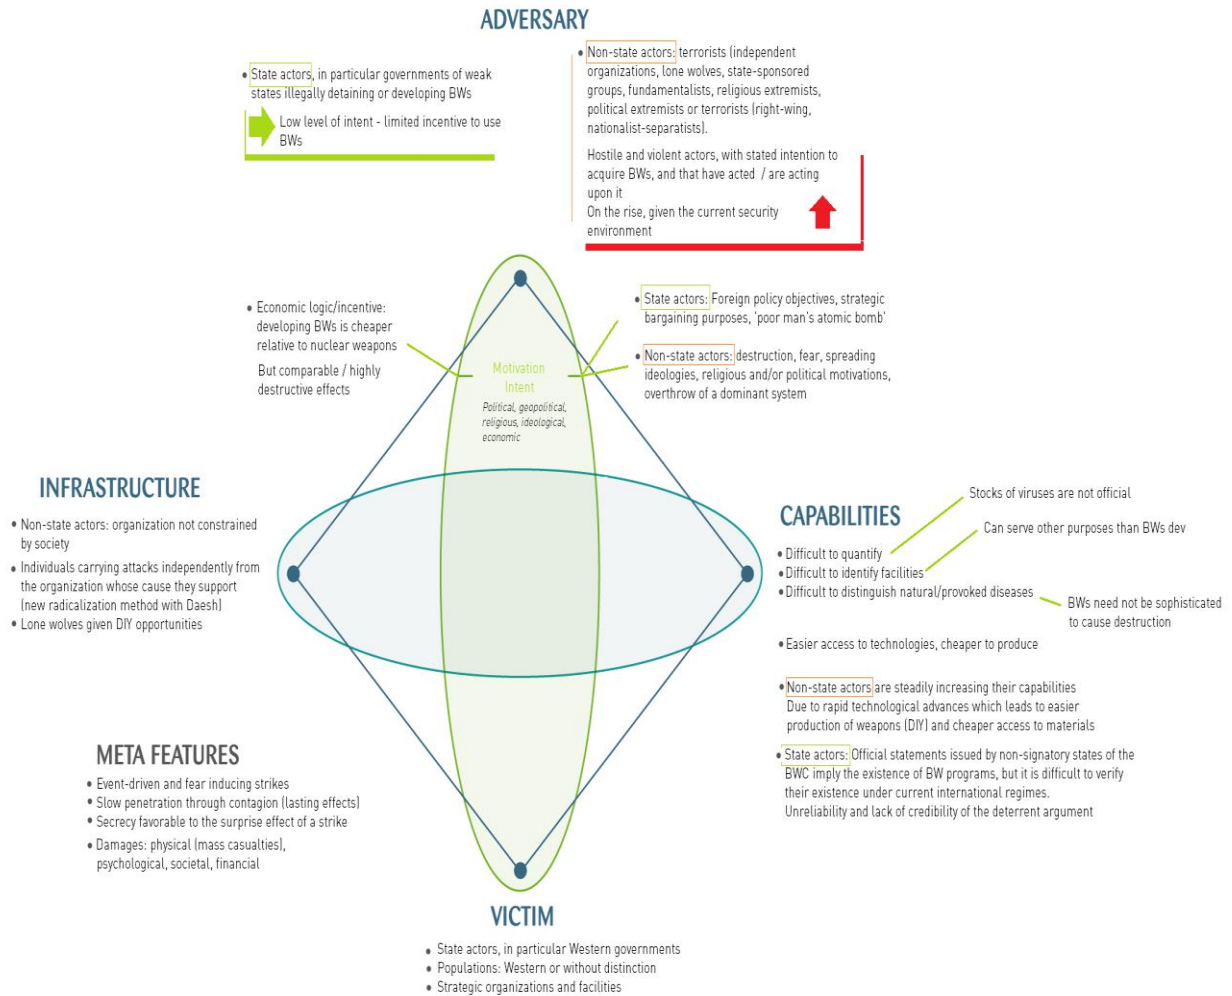 ADVERSARY
• State actors, in particular governments of weak
states illegally detaining or developing BWs
Low level of intent - limited incentive to use
BWs
• Non-state actors: terrorists (independent
organizations, lone wolves, state-sponsored
groups, fundamentalists, religious extremists,
political extremists or terrorists (right-wing,
nationalist-separatists).
Hostile and violent actors, with stated intention to
acquire BWs, and that have acted / are acting
upon it
On the rise, given the current security
environment
• Economic logic/incentive:
developing BWs is cheaper
relative to nuclear weapons
But comparable / highly
destructive effects
• State actors: Foreign policy objectives, strategic
bargaining purposes, 'poor man's atomic bomb'
• Non-state actors: destruction, fear, spreading
ideologies, religious and/or political motivations,
overthrow of a dominant system
Motivation
Intent
Political, geopolitical,
religious, ideological,
economic
INFRASTRUCTURE
• Non-state actors: organization not constrained
by society
• Individuals carrying attacks independently from
the organization whose cause they support
(new radicalization method with Daesh)
• Lone wolves given DIY opportunities
CAPABILITIES
Stocks of viruses are not official
Can serve other purposes than BWs dev
• Difficult to quantify
• Difficult to identify facilities
• Difficult to distinguish natural/provoked diseases
BWs need not be sophisticated
to cause destruction
• Easier access to technologies, cheaper to produce
• Non-state actors are steadily increasing their capabilities
Due to rapid technological advances which leads to easier
production of weapons (DIY) and cheaper access to materials
• State actors: Official statements issued by non-signatory states of the
BWC imply the existence of BW programs, but it is difficult to verify
their existence under current international regimes.
Unreliability and lack of credibility of the deterrent argument
META FEATURES
• Event-driven and fear inducing strikes
• Slow penetration through contagion (lasting effects)
• Secrecy favorable to the surprise effect of a strike
• Damages: physical (mass casualties),
psychological, societal, financial
VICTIM
• State actors, in particular Western governments
• Populations: Western or without distinction
• Strategic organizations and facilities